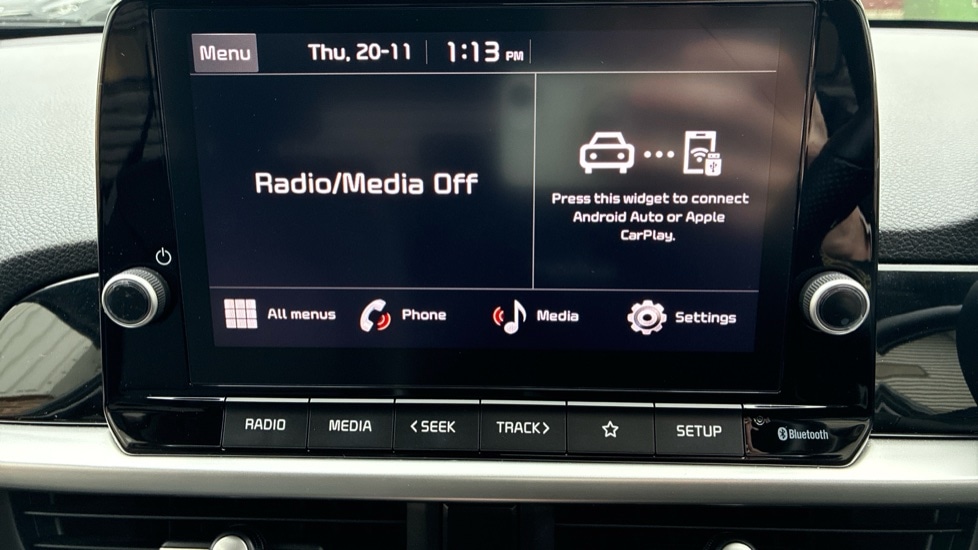 Menu Thu, 20-11 1:13 PM
Radio/Media Off
Press this widget to connect
Android Auto or Apple
CarPlay.
All menus Phone Media Settings
RADIO MEDIA <SEEK TRACK> SETUP
Bluetooth